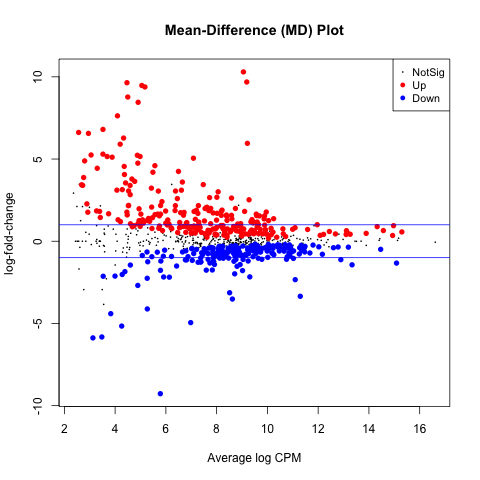 Mean-Difference (MD) Plot
NotSig
Up
Down
10
5
0
-5
-10
log-fold-change
2 4 6 8 10 12 14 16
Average log CPM